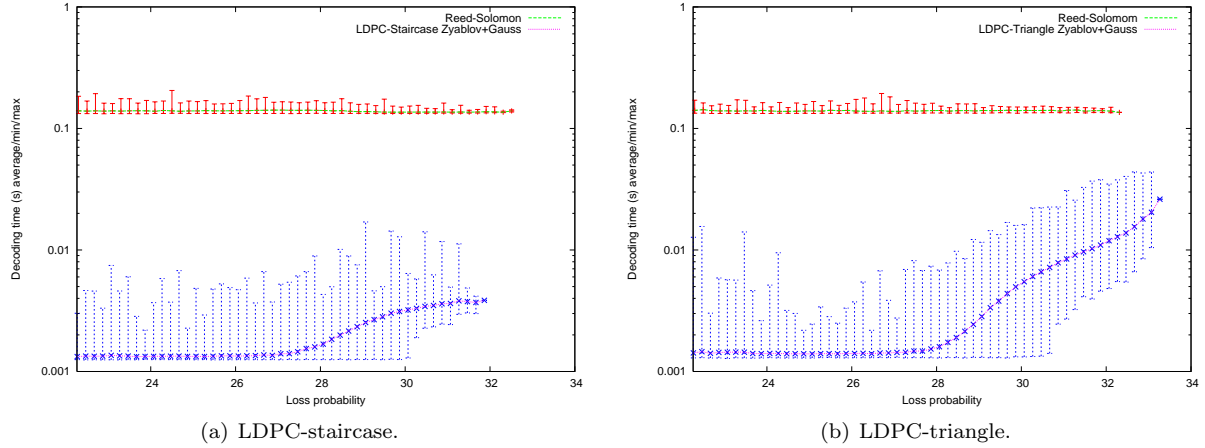 1
0.1
0.01
0.001
24
26
28
30
32
34
Decoding time (s) average/min/max
Loss probability
Reed-Solomon
LDPC-Staircase Zyablov+Gauss
(a) LDPC-staircase.
1
0.1
0.01
0.001
24
26
28
30
32
34
Decoding time (s) average/min/max
Loss probability
Reed-Solomom
LDPC-Triangle Zyablov+Gauss
(b) LDPC-triangle.